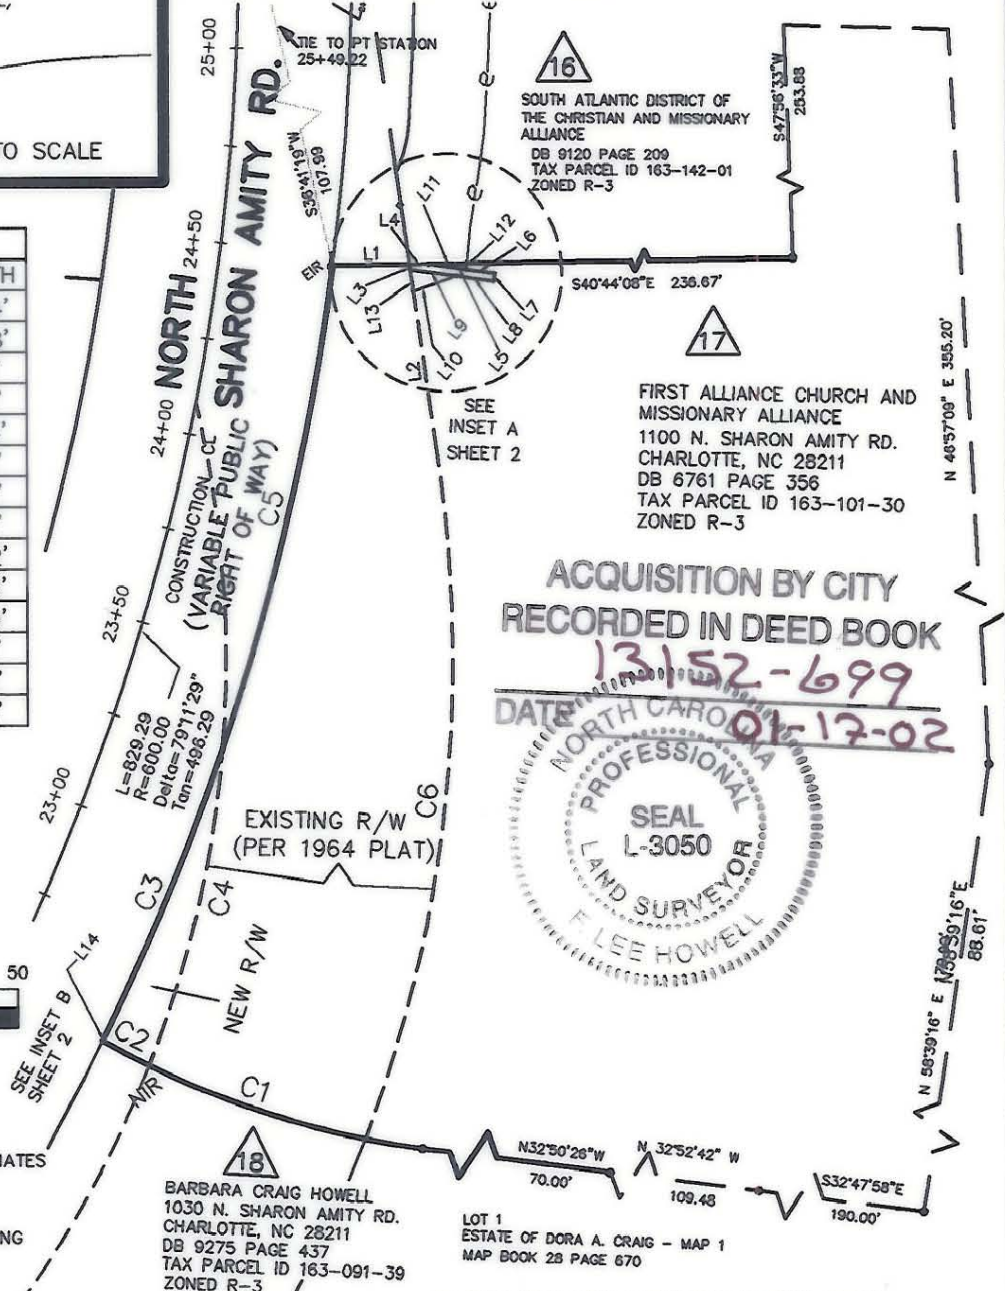 TIE TO PT STATION
25+49.22
25+00
TO SCALE
16
SOUTH ATLANTIC DISTRICT OF
THE CHRISTIAN AND MISSIONARY
ALLIANCE
DB 9120 PAGE 209
TAX PARCEL ID 163-142-01
ZONED R-3
S47°56'33"W
253.88
107.99
24+50
NORTH SHARON AMITY RD.
EIR
L1
L4
L11
L12
L6
L3
L13
L2
L9
L10
L5
L8
L7
S40°44'08"E 236.67'
SEE
INSET A
SHEET 2
17
FIRST ALLIANCE CHURCH AND
MISSIONARY ALLIANCE
1100 N. SHARON AMITY RD.
CHARLOTTE, NC 28211
DB 6761 PAGE 356
TAX PARCEL ID 163-101-30
ZONED R-3
N 46°57'09" E 355.20'
24+00
CONSTRUCTION CL
(VARIABLE PUBLIC
RIGHT OF WAY)
C5
23+50
L=829.29
R=600.00
Delta=79°11'29"
Tan=496.29
23+00
ACQUISITION BY CITY
RECORDED IN DEED BOOK
13152-699
DATE 01-17-02
NORTH CAROLINA
PROFESSIONAL
SEAL
L-3050
LAND SURVEYOR
F. LEE HOWELL
EXISTING R/W
(PER 1964 PLAT)
C6
C3
C4
NEW R/W
L14
50
SEE INSET B
SHEET 2
C2
C1
88.61'
N 58°39'16" E
18
BARBARA CRAIG HOWELL
1030 N. SHARON AMITY RD.
CHARLOTTE, NC 28211
DB 9275 PAGE 437
TAX PARCEL ID 163-091-39
ZONED R-3
N32°50'26"W
70.00'
N 32°52'42" W
109.48
S32°47'58"E
190.00'
LOT 1
ESTATE OF DORA A. CRAIG - MAP 1
MAP BOOK 28 PAGE 670